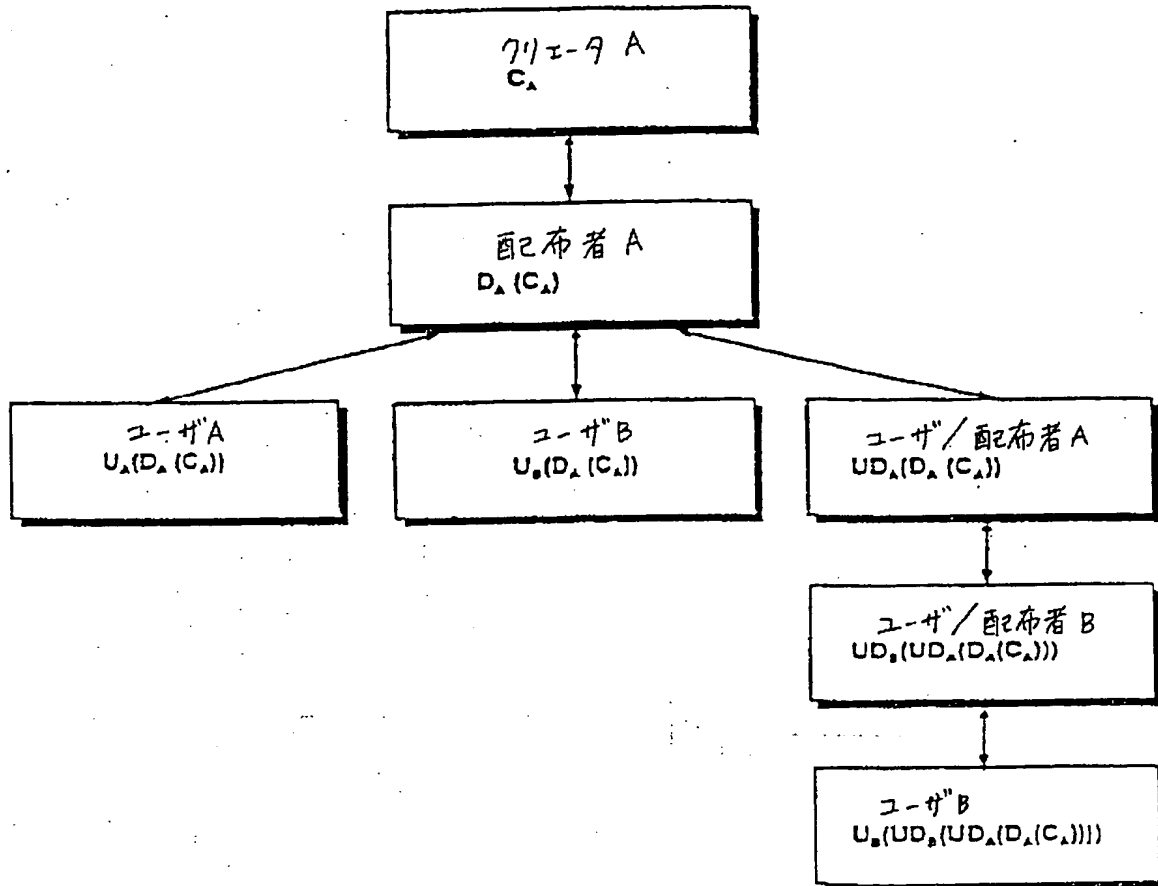 クリエータ A
C_A
配布者 A
D_A (C_A)
ユーザA
U_A(D_A (C_A))
ユーザB
U_B(D_A (C_A))
ユーザ/配布者 A
UD_A(D_A (C_A))
ユーザ/配布者 B
UD_B(UD_A(D_A(C_A)))
ユーザB
U_B(UD_B(UD_A(D_A(C_A))))